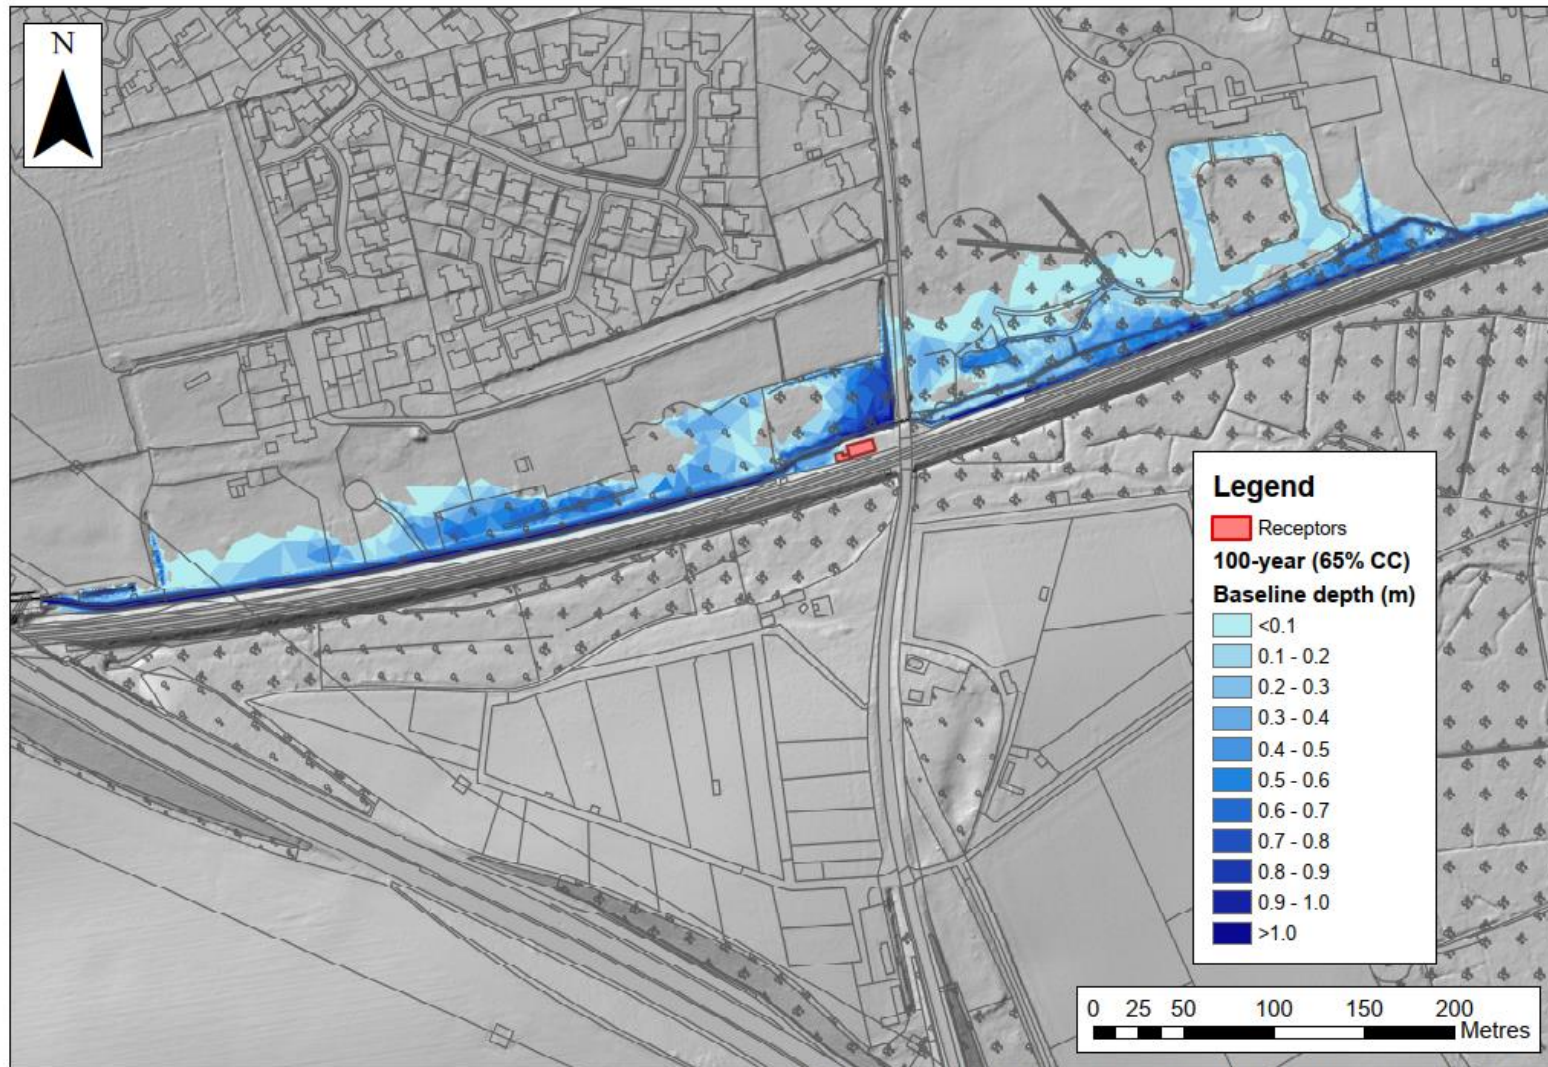 N
Legend
Receptors
100-year (65% CC)
Baseline depth (m)
<0.1
0.1 - 0.2
0.2 - 0.3
0.3 - 0.4
0.4 - 0.5
0.5 - 0.6
0.6 - 0.7
0.7 - 0.8
0.8 - 0.9
0.9 - 1.0
>1.0
0 25 50 100 150 200
Metres